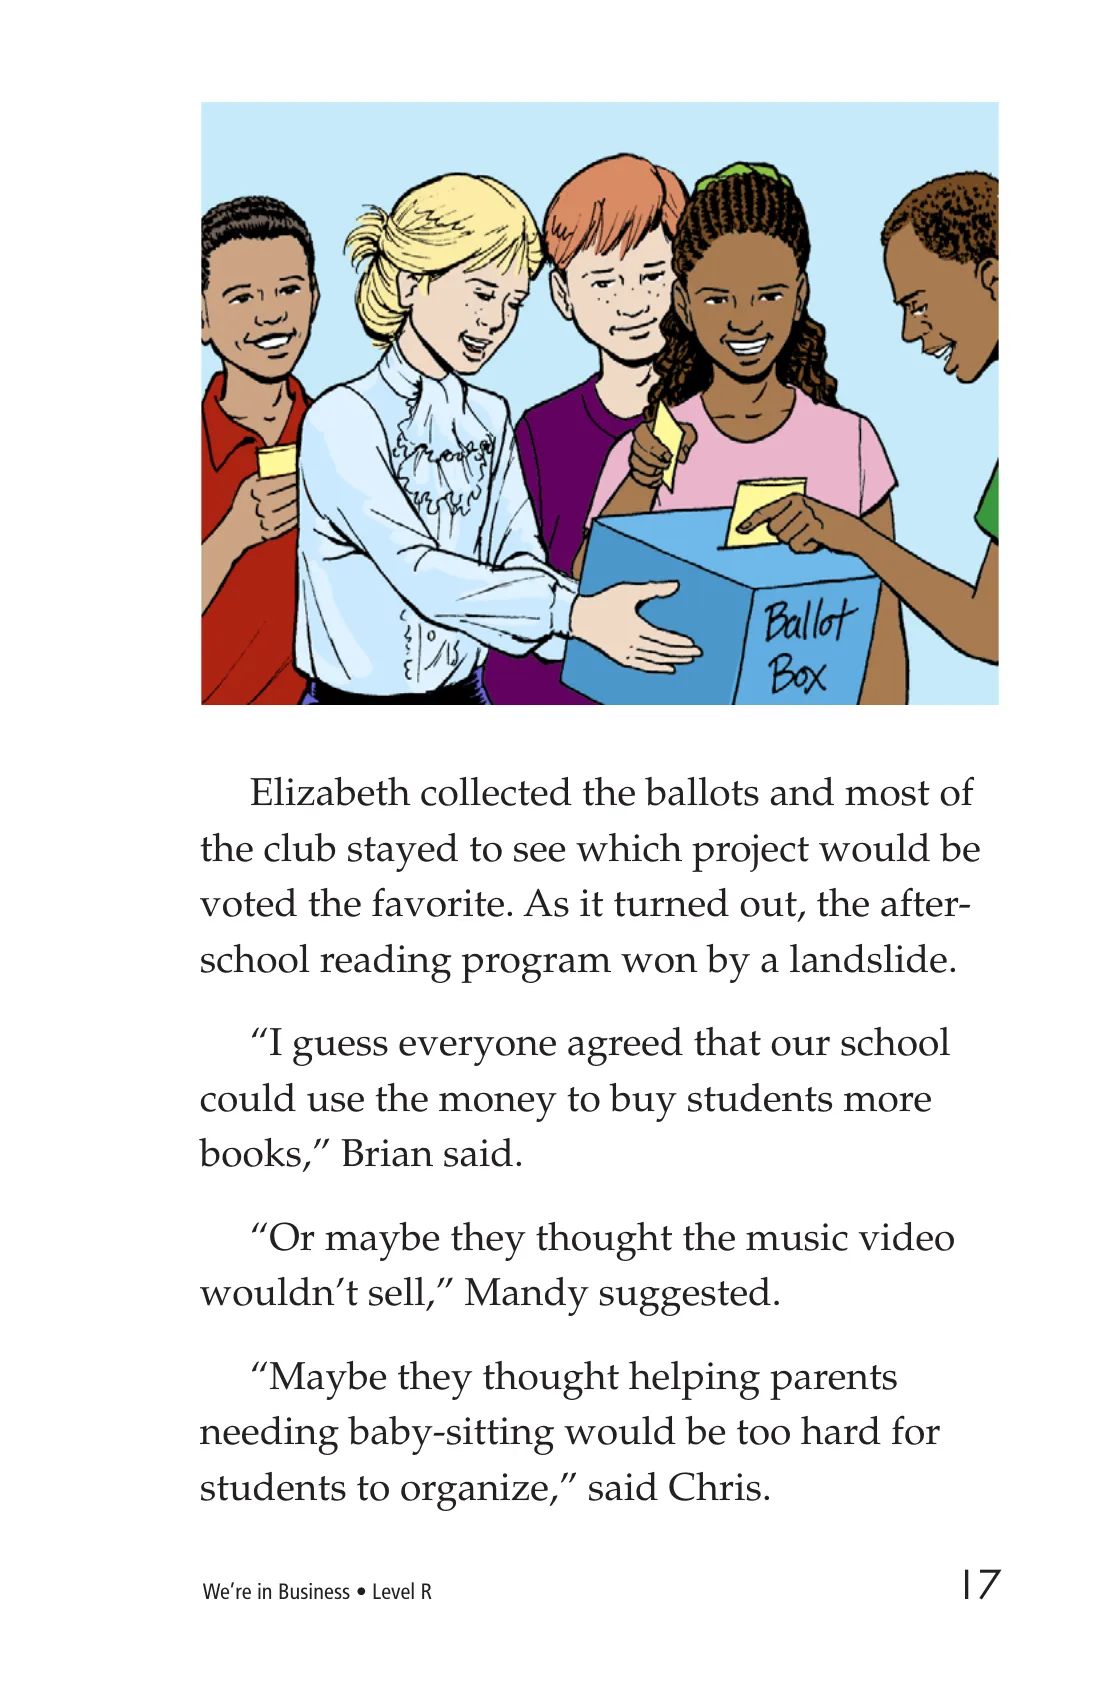 Ballot
Box
Elizabeth collected the ballots and most of
the club stayed to see which project would be
voted the favorite. As it turned out, the after-
school reading program won by a landslide.
“I guess everyone agreed that our school
could use the money to buy students more
books,” Brian said.
“Or maybe they thought the music video
wouldn’t sell,” Mandy suggested.
“Maybe they thought helping parents
needing baby-sitting would be too hard for
students to organize,” said Chris.
We’re in Business • Level R
17